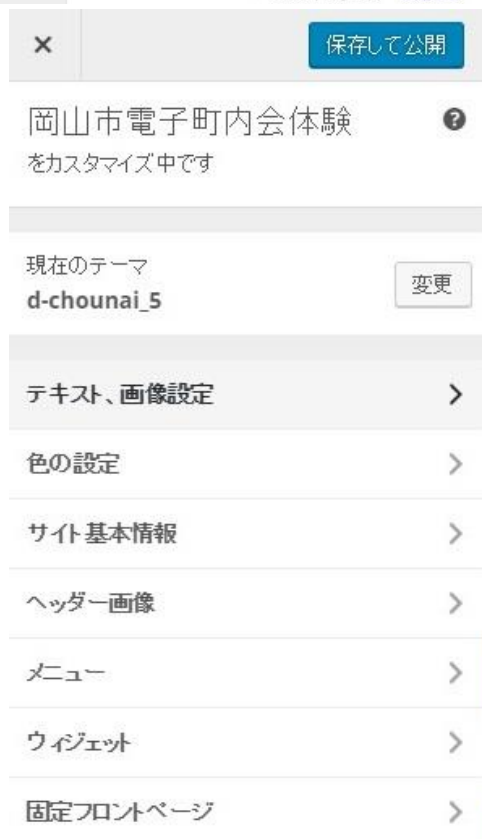 保存して公開
岡山市電子町内会体験
をカスタマイズ中です
現在のテーマ
d-chounai_5
変更
テキスト、画像設定
色の設定
サイト基本情報
ヘッダー画像
メニュー
ウィジェット
固定フロントページ